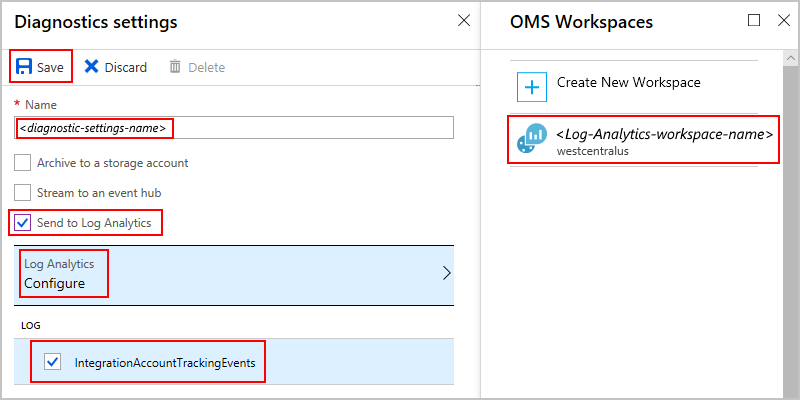 Diagnostics settings
Save Discard Delete
* Name
<diagnostic-settings-name>
Archive to a storage account
Stream to an event hub
Send to Log Analytics
Log Analytics
Configure
LOG
IntegrationAccountTrackingEvents
OMS Workspaces
Create New Workspace
<Log-Analytics-workspace-name>
westcentralus